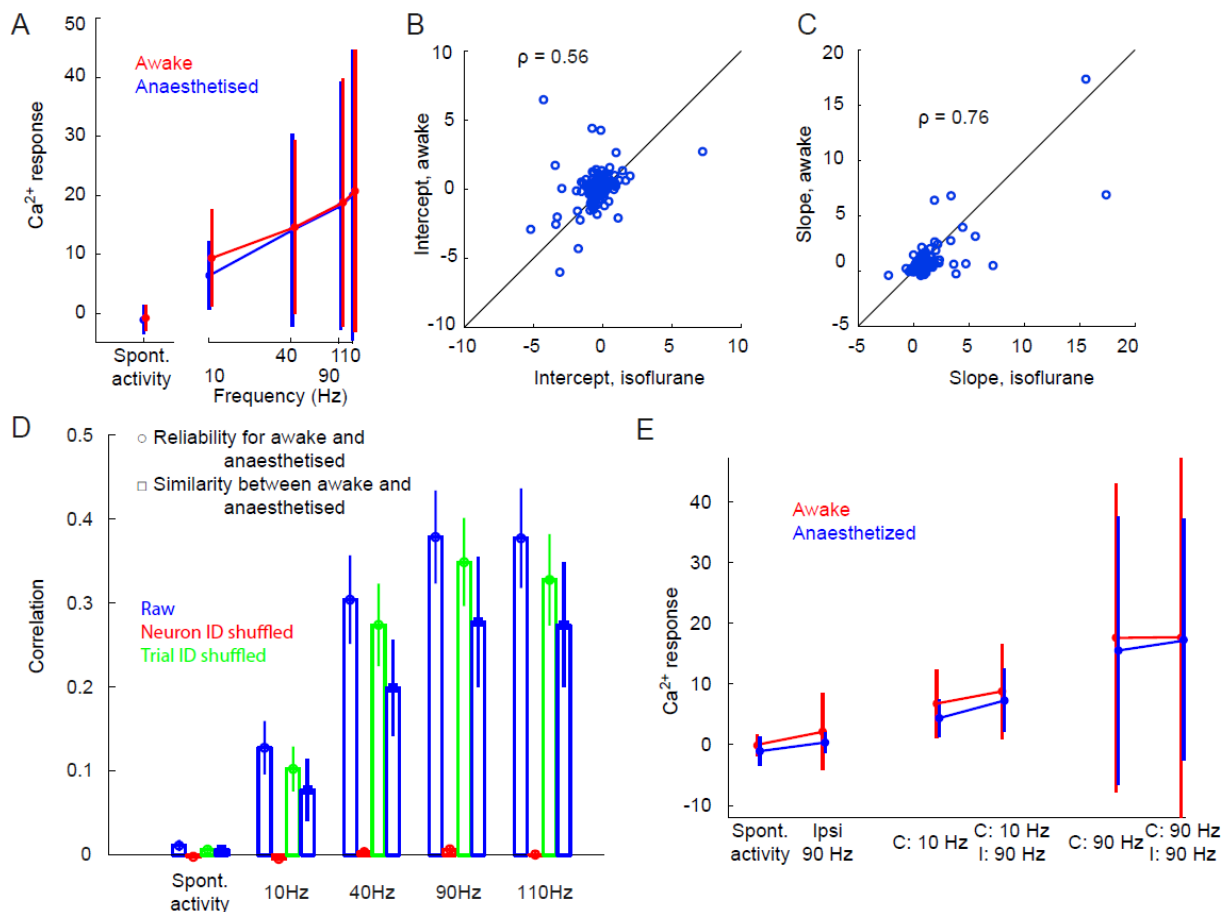 A
50
40
30
20
10
0
Ca2+ response
Awake
Anaesthetised
Spont.
activity
10
40
90
110
Frequency (Hz)
B
10
5
0
-5
-10
Intercept, awake
ρ = 0.56
-10
-5
0
5
10
Intercept, isoflurane
C
20
15
10
5
0
-5
Slope, awake
ρ = 0.76
-5
0
5
10
15
20
Slope, isoflurane
D
0.5
0.4
0.3
0.2
0.1
0
Correlation
Reliability for awake and
anaesthetised
Similarity between awake and
anaesthetised
Raw
Neuron ID shuffled
Trial ID shuffled
Spont.
activity
10Hz
40Hz
90Hz
110Hz
E
40
30
20
10
0
-10
Ca2+ response
Awake
Anaesthetized
Spont.
activity
Ipsi
90 Hz
C: 10 Hz
C: 10 Hz
I: 90 Hz
C: 90 Hz
C: 90 Hz
I: 90 Hz